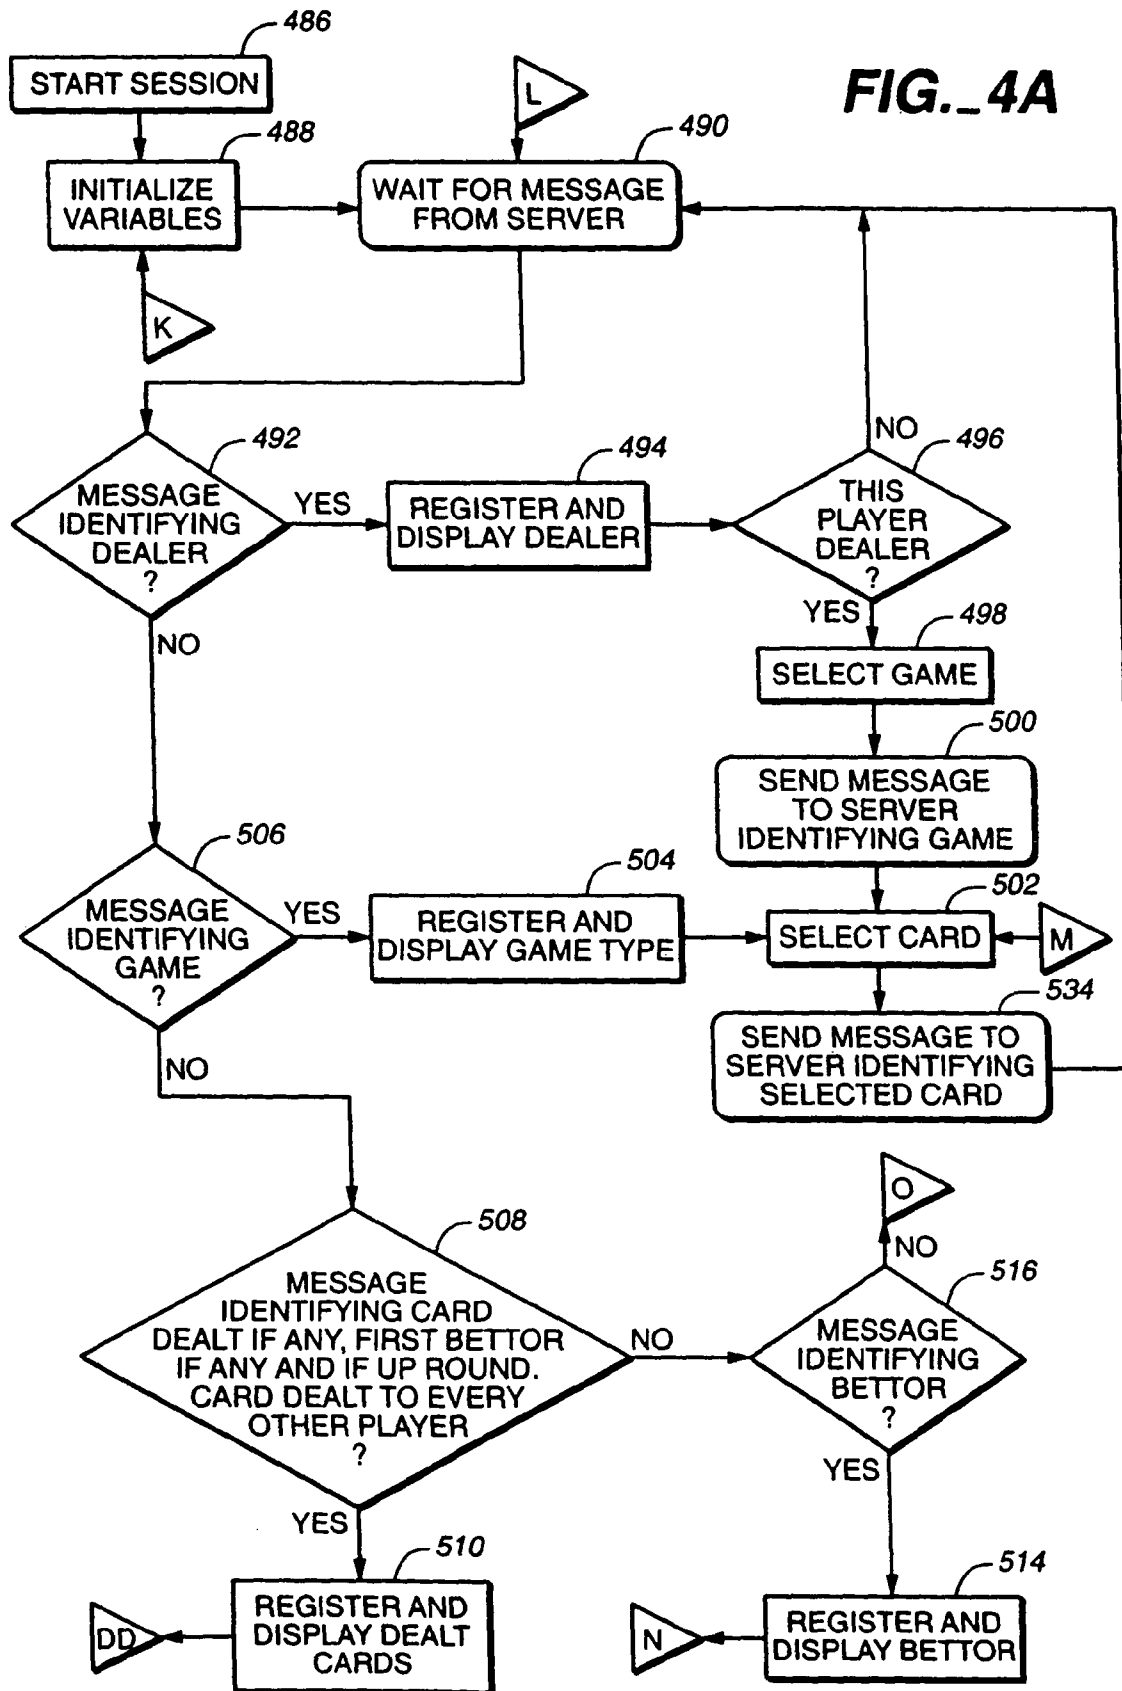 486
START SESSION
FIG._4A
L
488
490
INITIALIZE
VARIABLES
WAIT FOR MESSAGE
FROM SERVER
K
492
MESSAGE
IDENTIFYING
DEALER
?
YES
NO
494
REGISTER AND
DISPLAY DEALER
NO
496
THIS
PLAYER
DEALER
?
YES
498
SELECT GAME
500
SEND MESSAGE
TO SERVER
IDENTIFYING GAME
506
MESSAGE
IDENTIFYING
GAME
?
YES
NO
504
REGISTER AND
DISPLAY GAME TYPE
502
SELECT CARD
M
534
SEND MESSAGE TO
SERVER IDENTIFYING
SELECTED CARD
508
MESSAGE
IDENTIFYING CARD
DEALT IF ANY, FIRST BETTOR
IF ANY AND IF UP ROUND.
CARD DEALT TO EVERY
OTHER PLAYER
?
NO
YES
O
NO
516
MESSAGE
IDENTIFYING
BETTOR
?
YES
510
REGISTER AND
DISPLAY DEALT
CARDS
DD
514
REGISTER AND
DISPLAY BETTOR
N